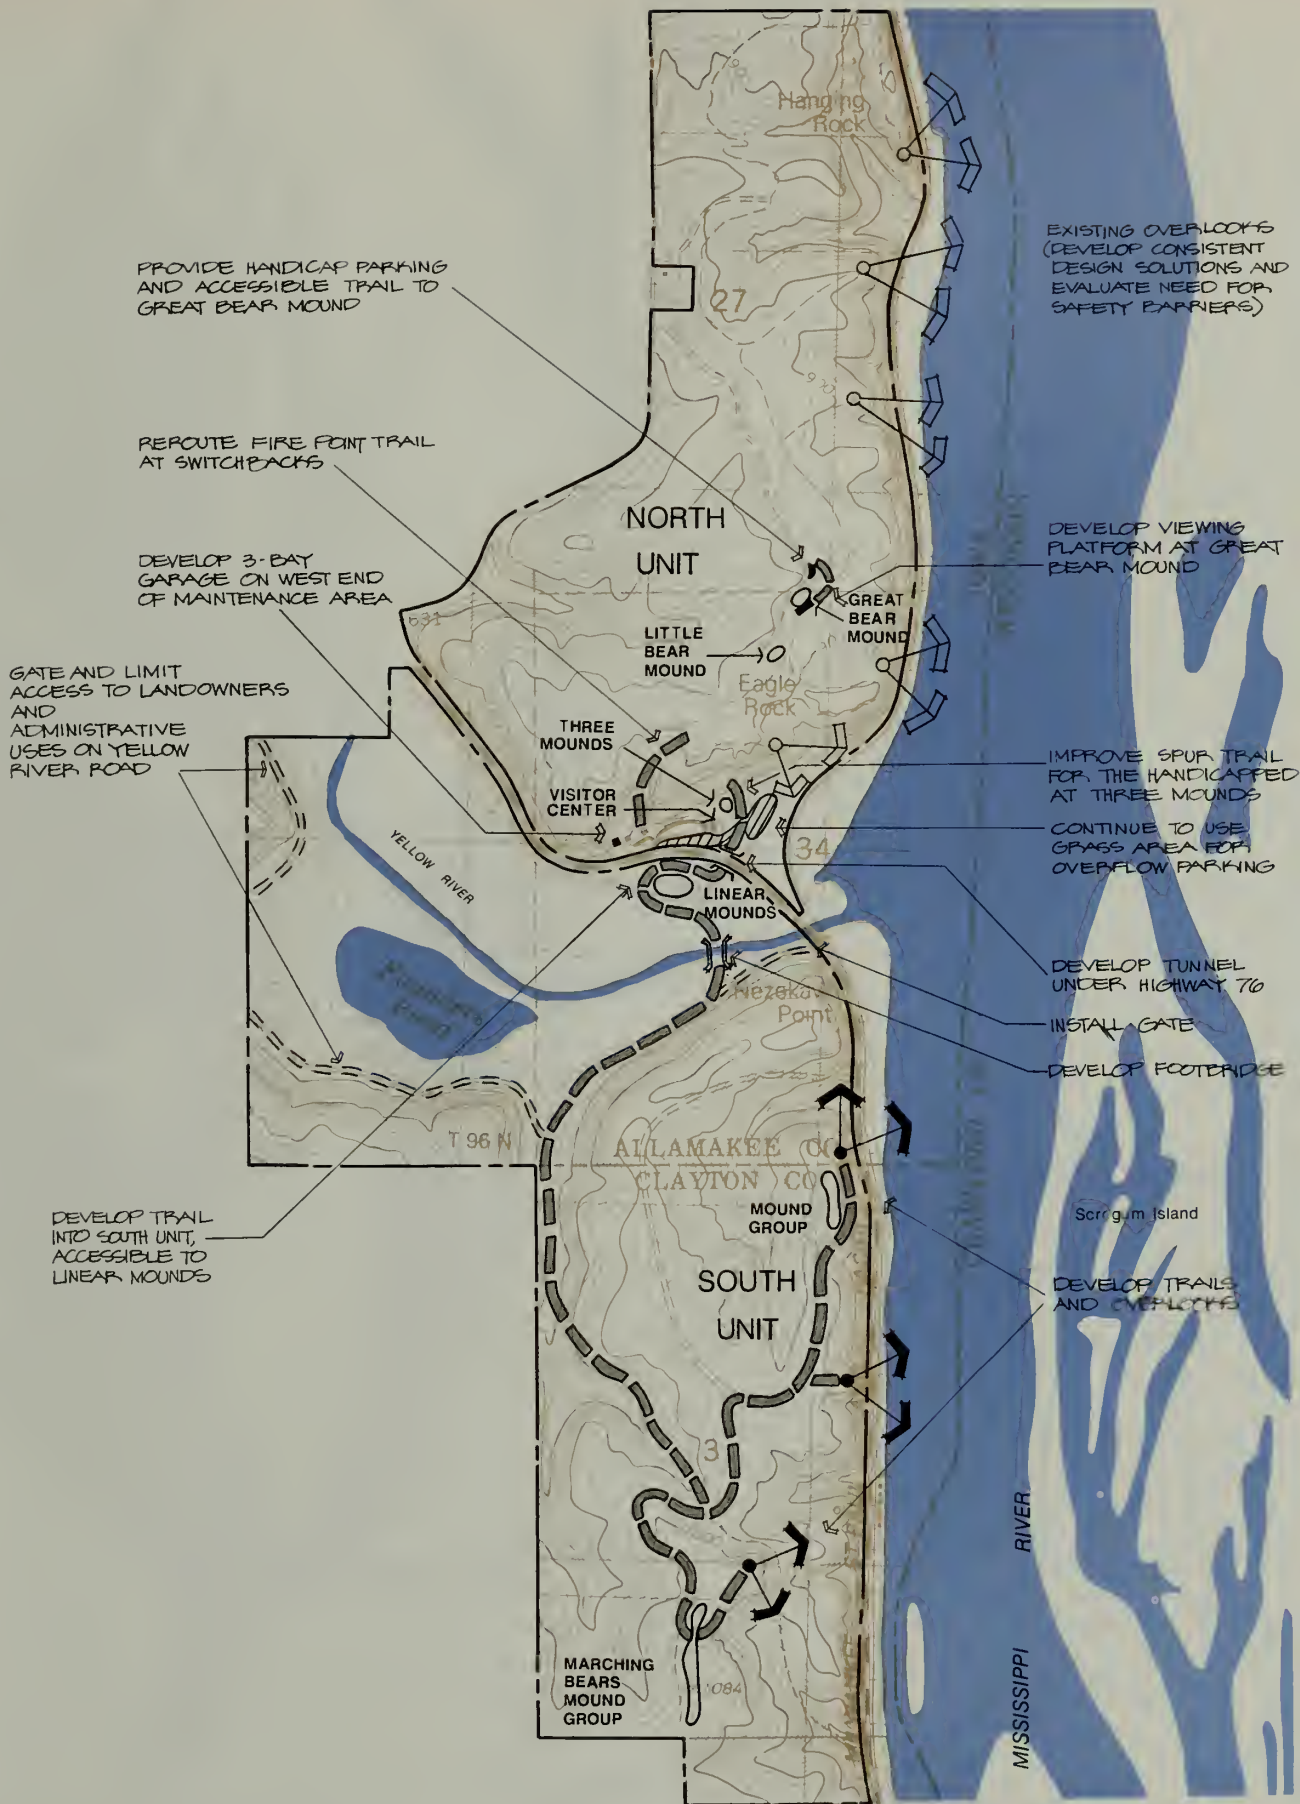 Hanging
Rock
EXISTING OVERLOOKS
(DEVELOP CONSISTENT
DESIGN SOLUTIONS AND
EVALUATE NEED FOR
SAFETY BARRIERS)
PROVIDE HANDICAP PARKING
AND ACCESSIBLE TRAIL TO
GREAT BEAR MOUND
27
REROUTE FIRE POINT TRAIL
AT SWITCHBACKS
NORTH
UNIT
DEVELOP VIEWING
PLATFORM AT GREAT
BEAR MOUND
DEVELOP 3-BAY
GARAGE ON WEST END
OF MAINTENANCE AREA
GREAT
BEAR
MOUND
631
LITTLE
BEAR
MOUND
Eagle
Rock
GATE AND LIMIT
ACCESS TO LANDOWNERS
AND
ADMINISTRATIVE
USES ON YELLOW
RIVER ROAD
THREE
MOUNDS
VISITOR
CENTER
IMPROVE SPUR TRAIL
FOR THE HANDICAPPED
AT THREE MOUNDS
CONTINUE TO USE
GRASS AREA FOR
OVERFLOW PARKING
34
YELLOW RIVER
LINEAR
MOUNDS
DEVELOP TUNNEL
UNDER HIGHWAY 76
INSTALL GATE
DEVELOP FOOTBRIDGE
Point
T 96 N
ALLAMAKEE CO
CLAYTON CO
MOUND
GROUP
DEVELOP TRAIL
INTO SOUTH UNIT,
ACCESSIBLE TO
LINEAR MOUNDS
Island
SOUTH
UNIT
DEVELOP TRAILS
AND OVERLOOKS
3
MARCHING
BEARS
MOUND
GROUP
084
MISSISSIPPI RIVER